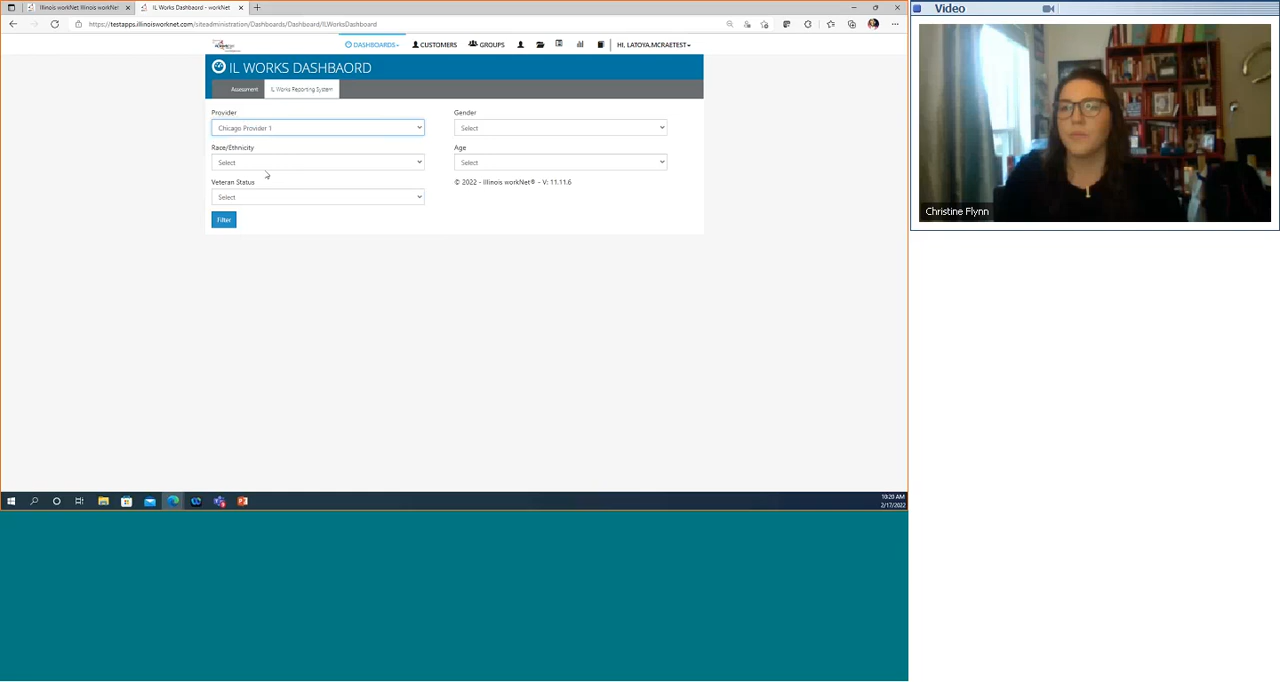 Illinois workNet Illinois workNet
IL Works Dashboard - workNet
https://testapps.illinoisworknet.com/siteadministration/Dashboards/Dashboard/ILWorksDashboard
DASHBOARDS
CUSTOMERS
GROUPS
HI, LATOYA.MCRAETEST
IL WORKS DASHBAORD
Assessment
IL Works Reporting System
Provider
Chicago Provider 1
Gender
Select
Race/Ethnicity
Select
Age
Select
Veteran Status
Select
© 2022 - Illinois workNet® - V: 11.11.6
Filter
10:20 AM
2/17/2022
Video
Christine Flynn